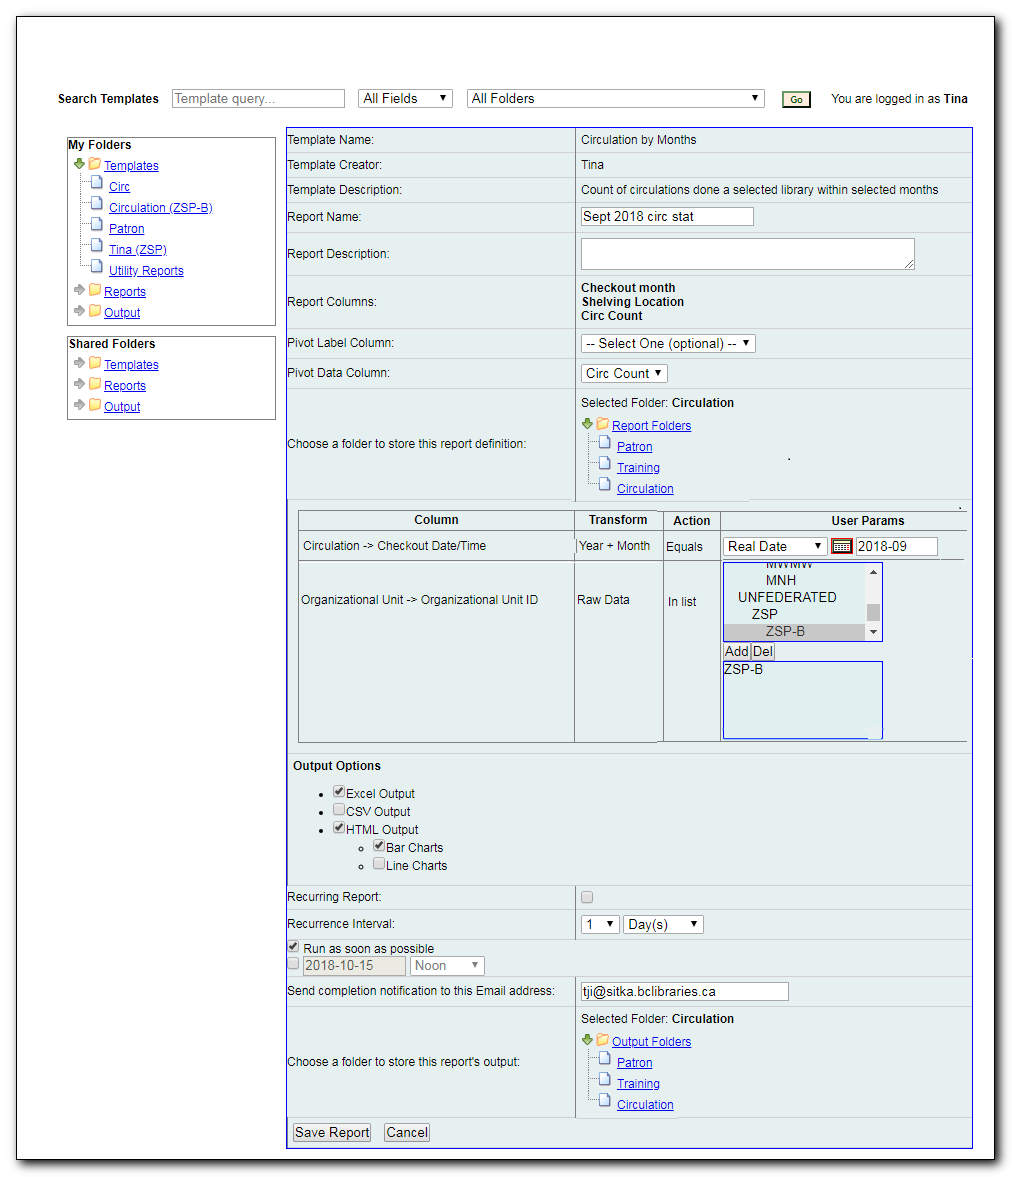 Search Templates Template query... All Fields All Folders Go You are logged in as Tina
My Folders
Templates
Circ
Circulation (ZSP-B)
Patron
Tina (ZSP)
Utility Reports
Reports
Output
Shared Folders
Templates
Reports
Output
Template Name: Circulation by Months
Template Creator: Tina
Template Description: Count of circulations done a selected library within selected months
Report Name: Sept 2018 circ stat
Report Description:
Report Columns:
Checkout month
Shelving Location
Circ Count
Pivot Label Column: -- Select One (optional) --
Pivot Data Column: Circ Count
Choose a folder to store this report definition:
Selected Folder: Circulation
Report Folders
Patron
Training
Circulation
Column Transform Action User Params
Circulation -> Checkout Date/Time Year + Month Equals Real Date 2018-09
Organizational Unit -> Organizational Unit ID Raw Data In list
MWMW
MNH
UNFEDERATED
ZSP
ZSP-B
Add Del
ZSP-B
Output Options
Excel Output
CSV Output
HTML Output
Bar Charts
Line Charts
Recurring Report:
Recurrence Interval: 1 Day(s)
Run as soon as possible
2018-10-15 Noon
Send completion notification to this Email address: tji@sitka.bclibraries.ca
Choose a folder to store this report's output:
Selected Folder: Circulation
Output Folders
Patron
Training
Circulation
Save Report Cancel